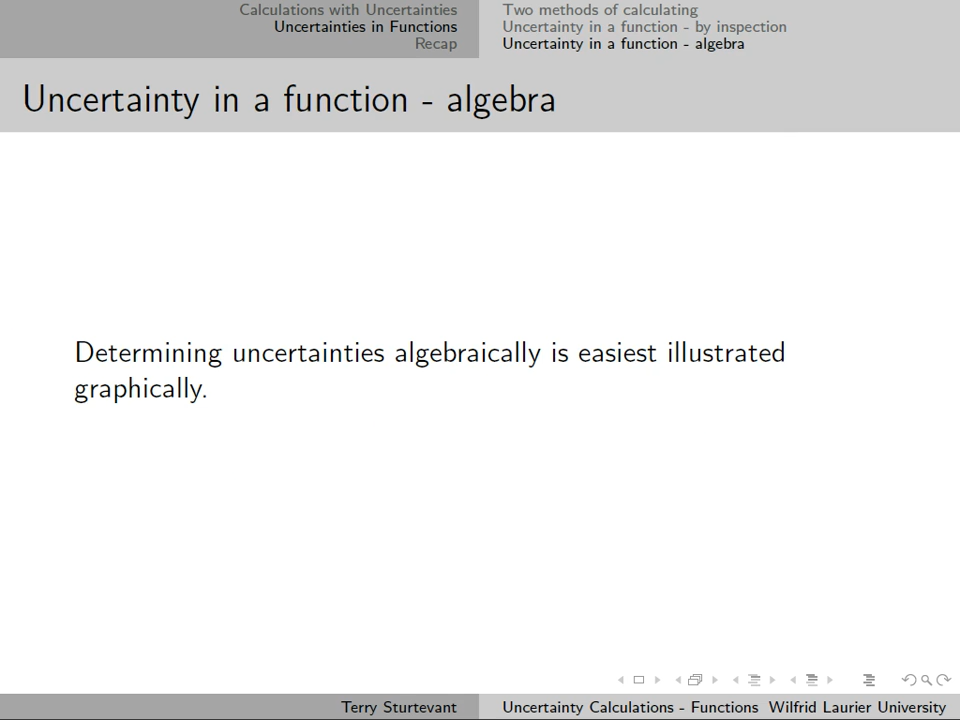 Calculations with Uncertainties
Uncertainties in Functions
Recap
Two methods of calculating
Uncertainty in a function - by inspection
Uncertainty in a function - algebra
Uncertainty in a function - algebra
Determining uncertainties algebraically is easiest illustrated
graphically.
Terry Sturtevant
Uncertainty Calculations - Functions Wilfrid Laurier University